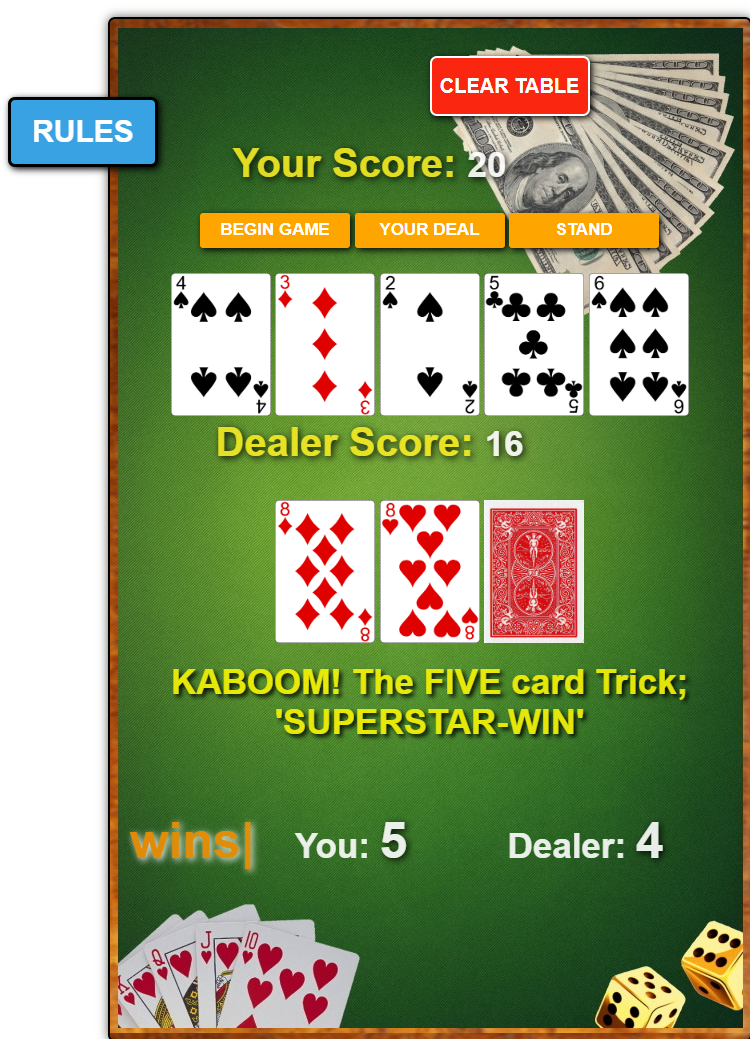 CLEAR TABLE
RULES
Your Score: 20
BEGIN GAME YOUR DEAL STAND
4 3 2 5 6
4 3 2 5 6
Dealer Score: 16
8 8
8 8
KABOOM! The FIVE card Trick;
'SUPERSTAR-WIN'
wins| You: 5 Dealer: 4
K Q J 10